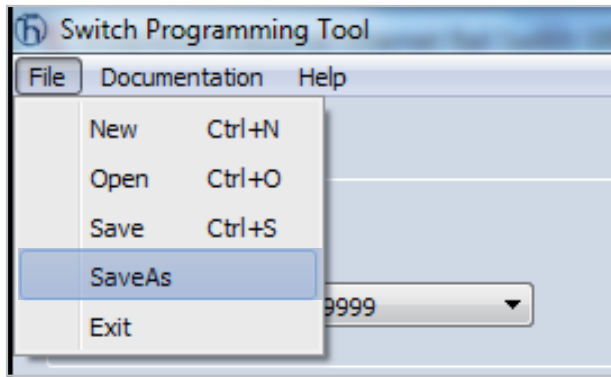 Switch Programming Tool
File Documentation Help
New Ctrl+N
Open Ctrl+O
Save Ctrl+S
SaveAs
9999
Exit